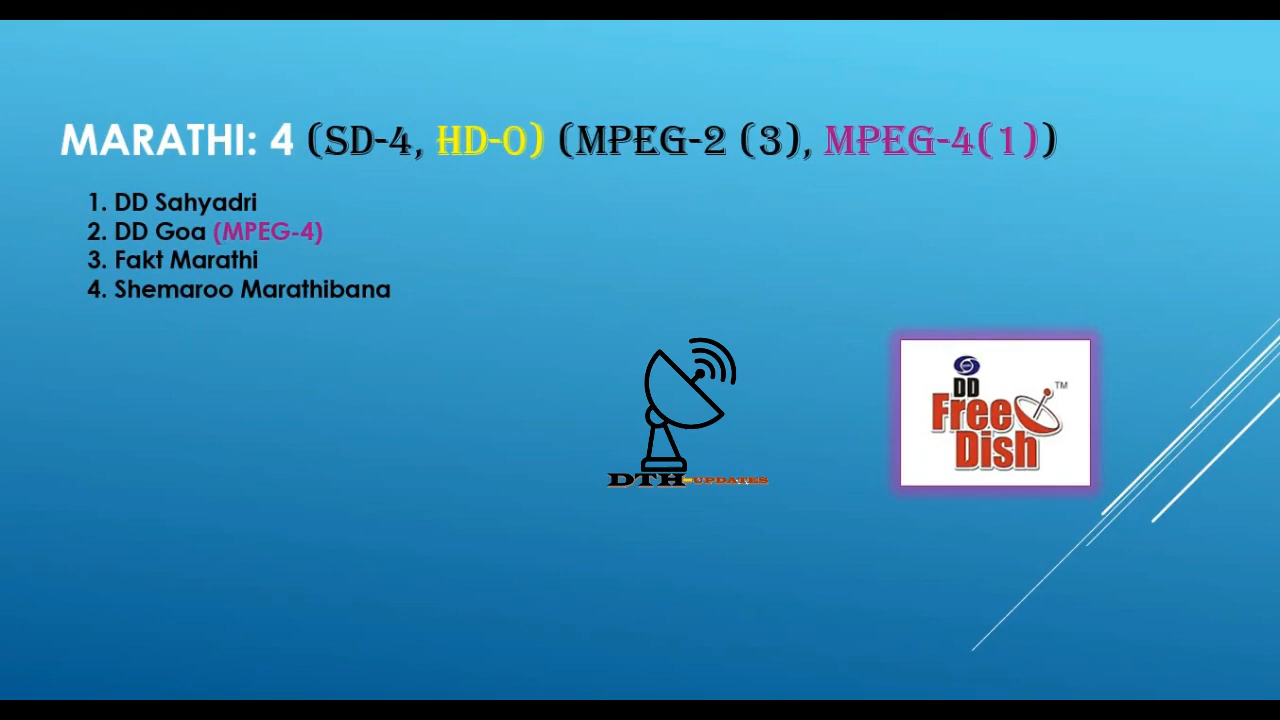 MARATHI: 4 (SD-4, HD-0) (MPEG-2 (3), MPEG-4(1))
1. DD Sahyadri
2. DD Goa (MPEG-4)
3. Fakt Marathi
4. Shemaroo Marathibana
DD
Free
Dish
TM
DTH-UPDATES